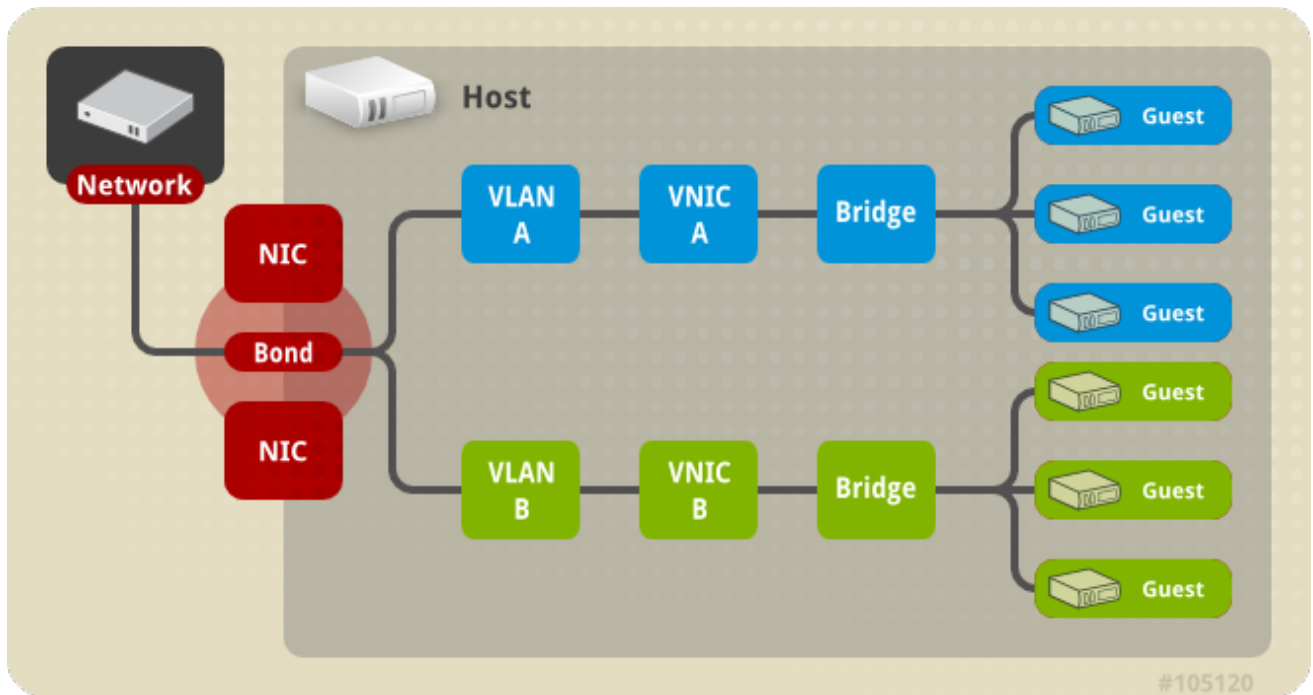 Host
Network
NIC
Bond
NIC
VLAN
A
VNIC
A
Bridge
Guest
Guest
Guest
VLAN
B
VNIC
B
Bridge
Guest
Guest
Guest
#105120